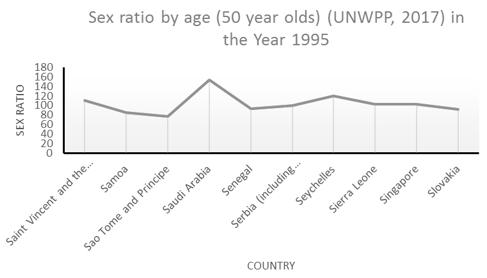 Sex ratio by age (50 year olds) (UNWPP, 2017) in
the Year 1995
SEX RATIO
180
160
140
120
100
80
60
40
20
0
Saint Vincent and the...
Samoa
Sao Tome and Principe
Saudi Arabia
Senegal
Serbia (including...
Seychelles
Sierra Leone
Singapore
Slovakia
COUNTRY